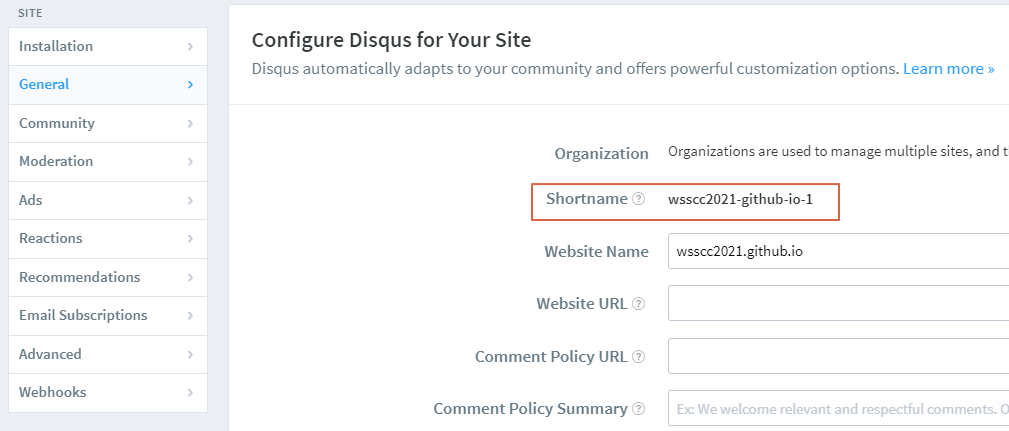 SITE
Installation
General
Community
Moderation
Ads
Reactions
Recommendations
Email Subscriptions
Advanced
Webhooks
Configure Disqus for Your Site
Disqus automatically adapts to your community and offers powerful customization options. Learn more »
Organization Organizations are used to manage multiple sites, and
Shortname ? wsscc2021-github-io-1
Website Name wsscc2021.github.io
Website URL ?
Comment Policy URL ?
Comment Policy Summary ? Ex: We welcome relevant and respectful comments.